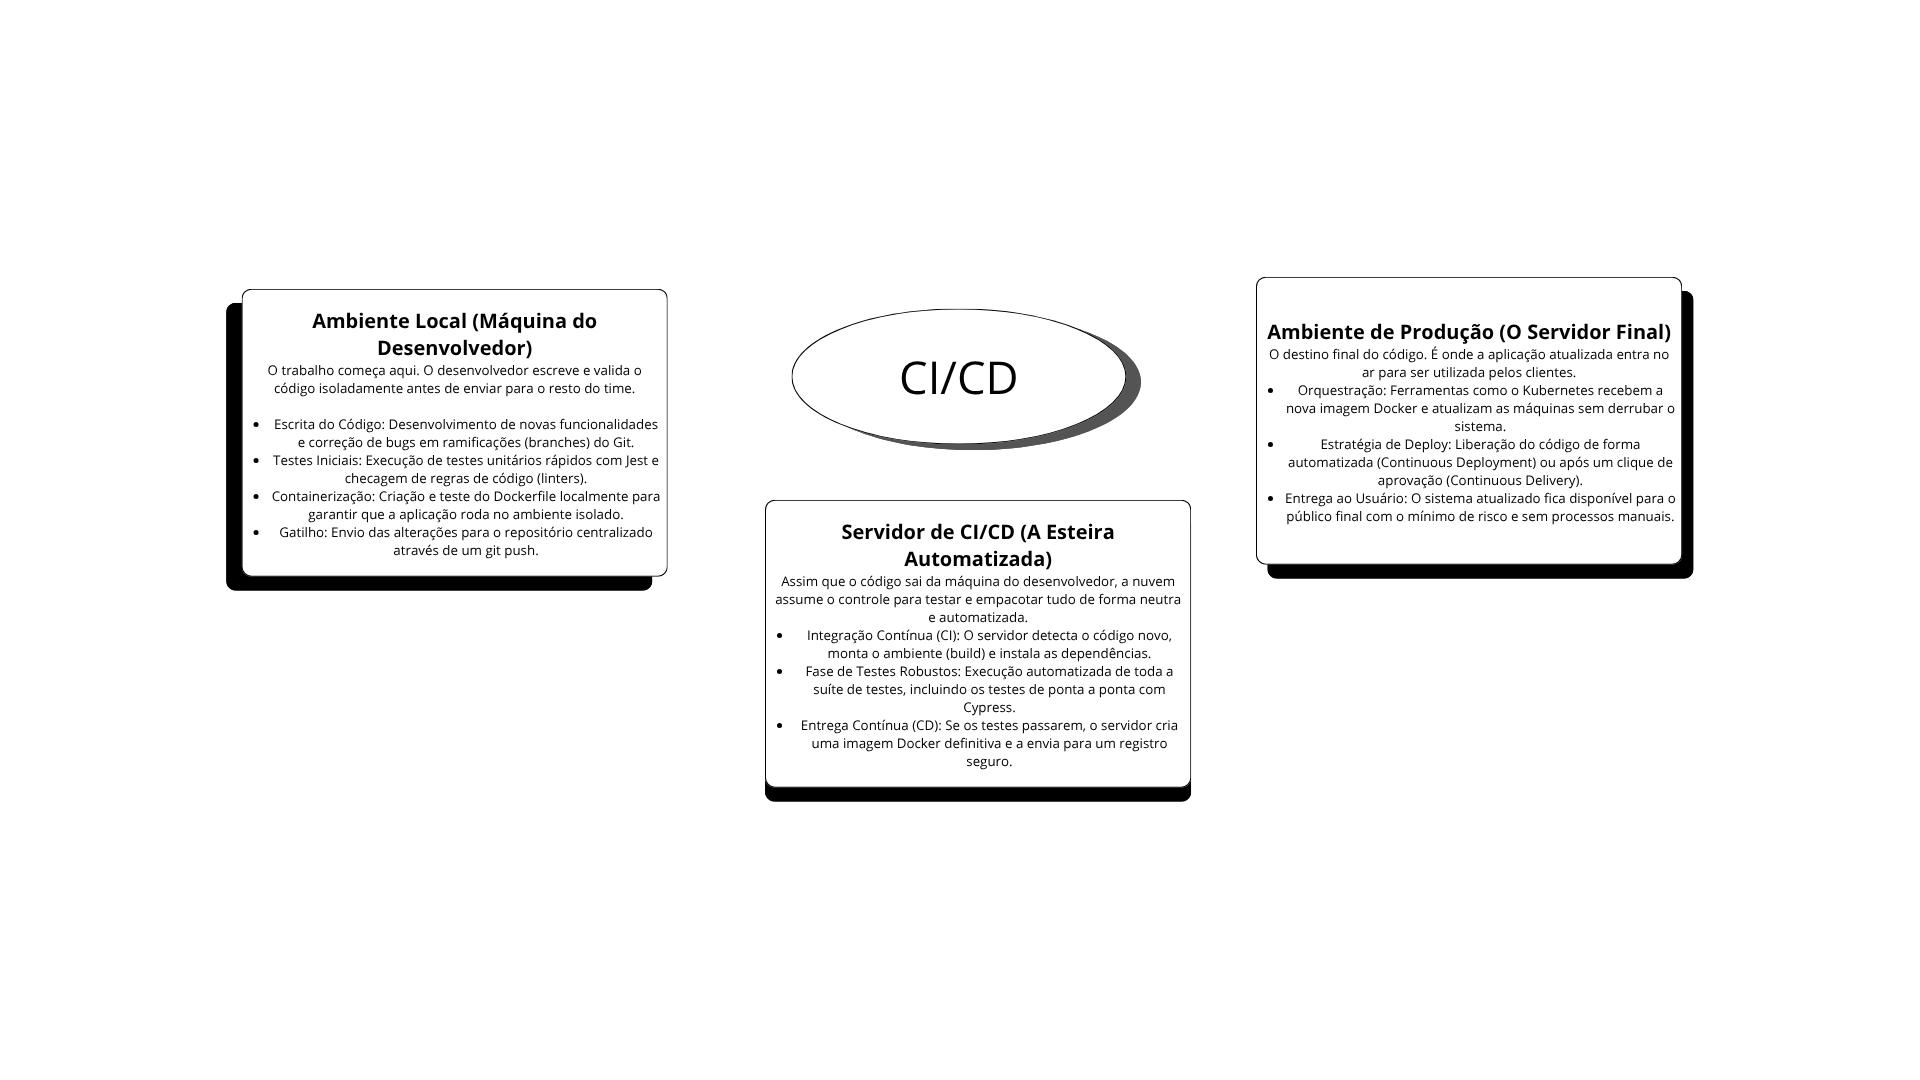 Ambiente Local (Máquina do
Desenvolvedor)
O trabalho começa aqui. O desenvolvedor escreve e valida o
código isoladamente antes de enviar para o resto do time.
• Escrita do Código: Desenvolvimento de novas funcionalidades
e correção de bugs em ramificações (branches) do Git.
• Testes Iniciais: Execução de testes unitários rápidos com Jest e
checagem de regras de código (linters).
• Containerização: Criação e teste do Dockerfile localmente para
garantir que a aplicação roda no ambiente isolado.
• Gatilho: Envio das alterações para o repositório centralizado
através de um git push.
CI/CD
Servidor de CI/CD (A Esteira
Automatizada)
Assim que o código sai da máquina do desenvolvedor, a nuvem
assume o controle para testar e empacotar tudo de forma neutra
e automatizada.
• Integração Contínua (CI): O servidor detecta o código novo,
monta o ambiente (build) e instala as dependências.
• Fase de Testes Robustos: Execução automatizada de toda a
suíte de testes, incluindo os testes de ponta a ponta com
Cypress.
• Entrega Contínua (CD): Se os testes passarem, o servidor cria
uma imagem Docker definitiva e a envia para um registro
seguro.
Ambiente de Produção (O Servidor Final)
O destino final do código. É onde a aplicação atualizada entra no
ar para ser utilizada pelos clientes.
• Orquestração: Ferramentas como o Kubernetes recebem a
nova imagem Docker e atualizam as máquinas sem derrubar o
sistema.
• Estratégia de Deploy: Liberação do código de forma
automatizada (Continuous Deployment) ou após um clique de
aprovação (Continuous Delivery).
• Entrega ao Usuário: O sistema atualizado fica disponível para o
público final com o mínimo de risco e sem processos manuais.